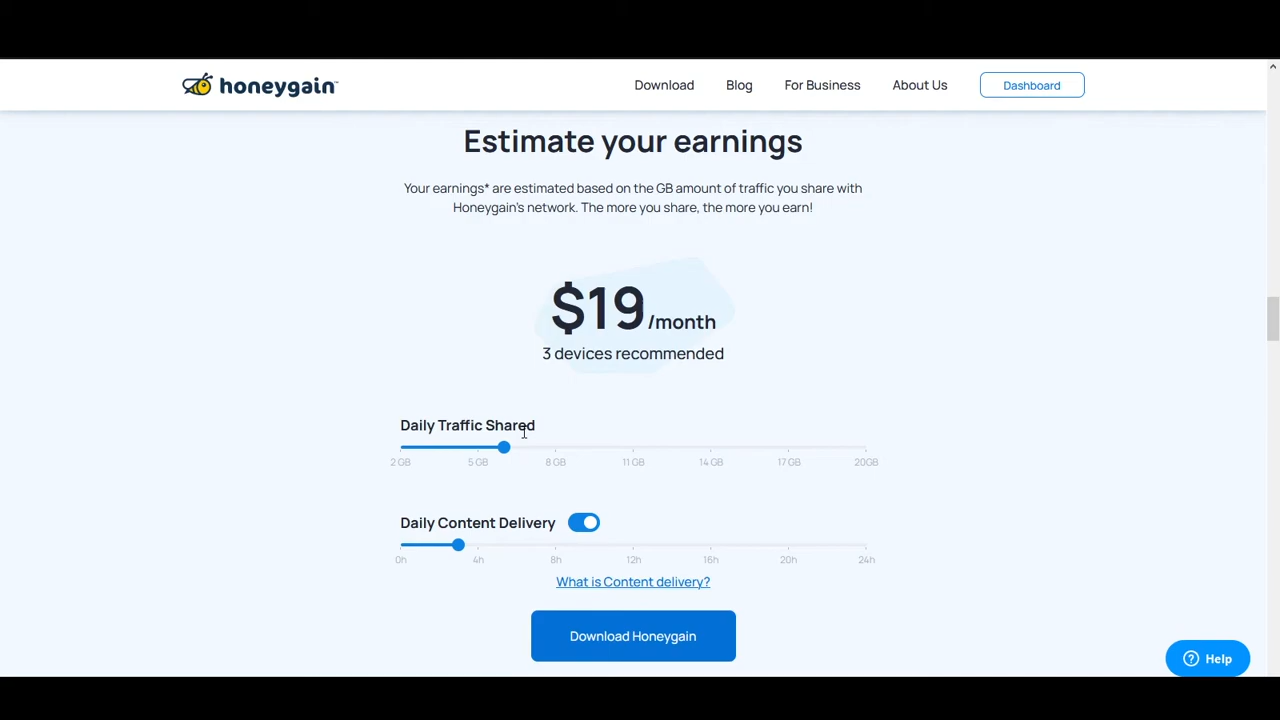 honeygain™
Download
Blog
For Business
About Us
Dashboard
Estimate your earnings
Your earnings* are estimated based on the GB amount of traffic you share with
Honeygain's network. The more you share, the more you earn!
$19 /month
3 devices recommended
Daily Traffic Shared
2 GB 5 GB 8 GB 11 GB 14 GB 17 GB 20GB
Daily Content Delivery
0h 4h 8h 12h 16h 20h 24h
What is Content delivery?
Download Honeygain
? Help